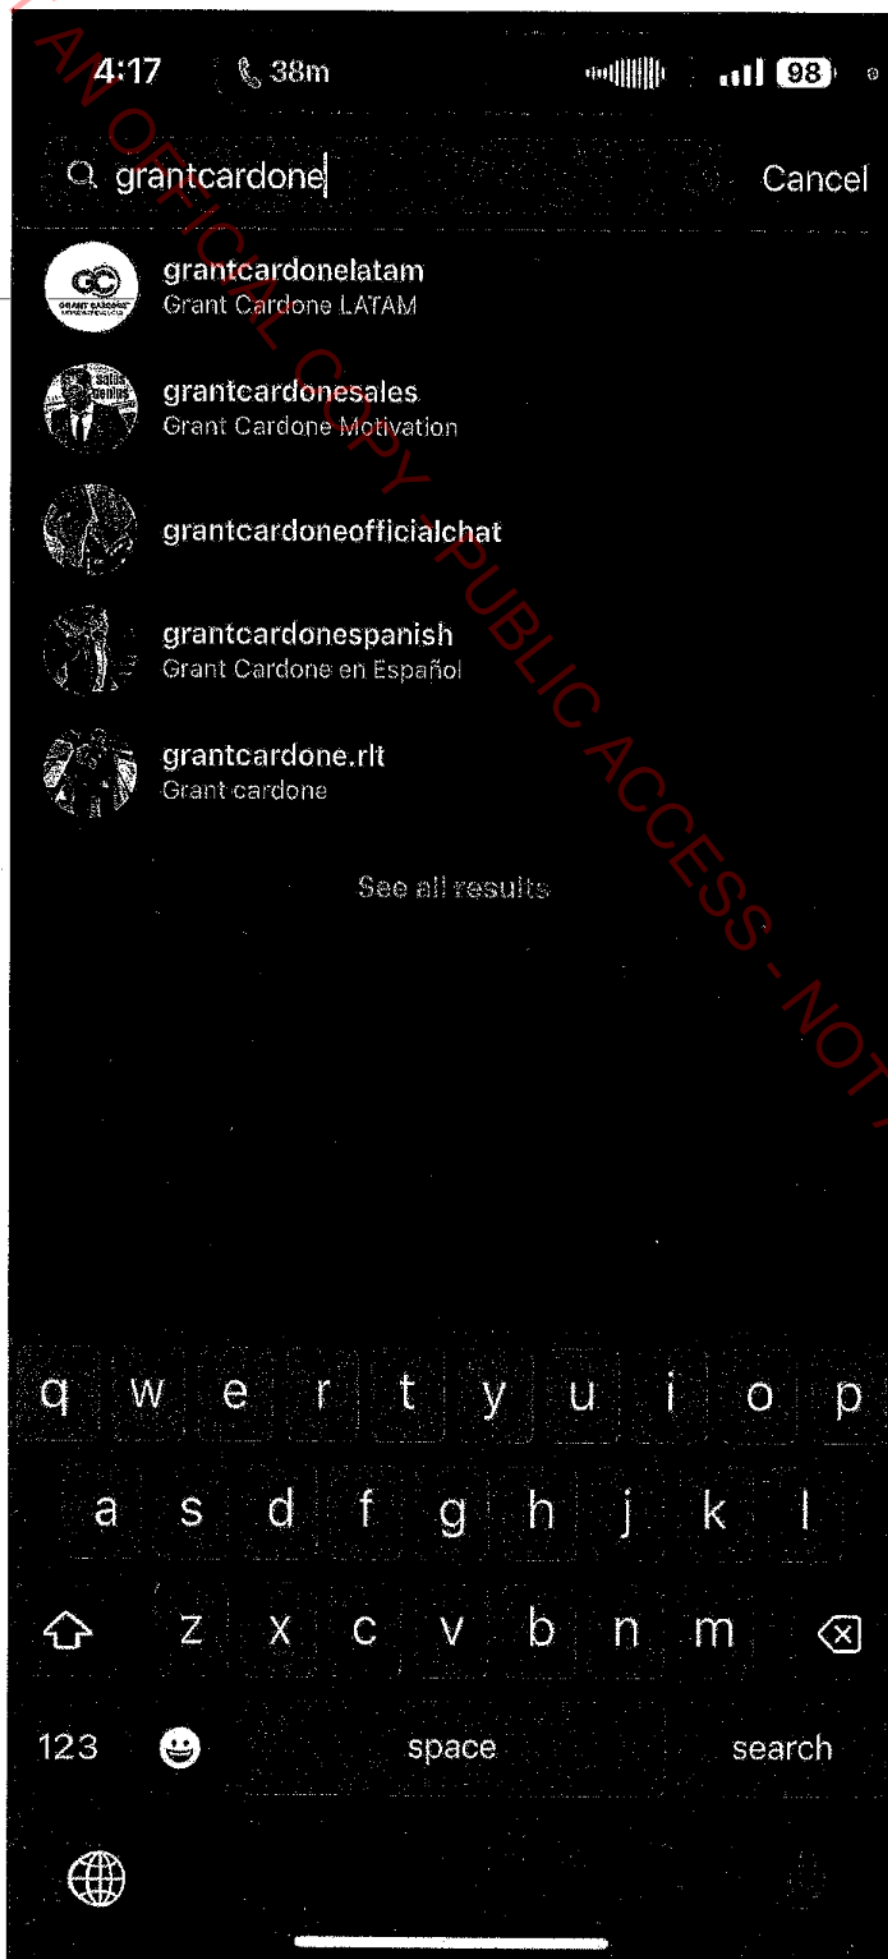 4:17 38m 98
grantcardone Cancel
GC
grantcardonelatam
Grant Cardone LATAM
grantcardonesales
Grant Cardone Motivation
grantcardoneofficialchat
grantcardonespanish
Grant Cardone en Español
grantcardone.rlt
Grant cardone
See all results
q w e r t y u i o p
a s d f g h j k l
z x c v b n m
123 space search
AN OFFICIAL COPY - PUBLIC ACCESS - NOT